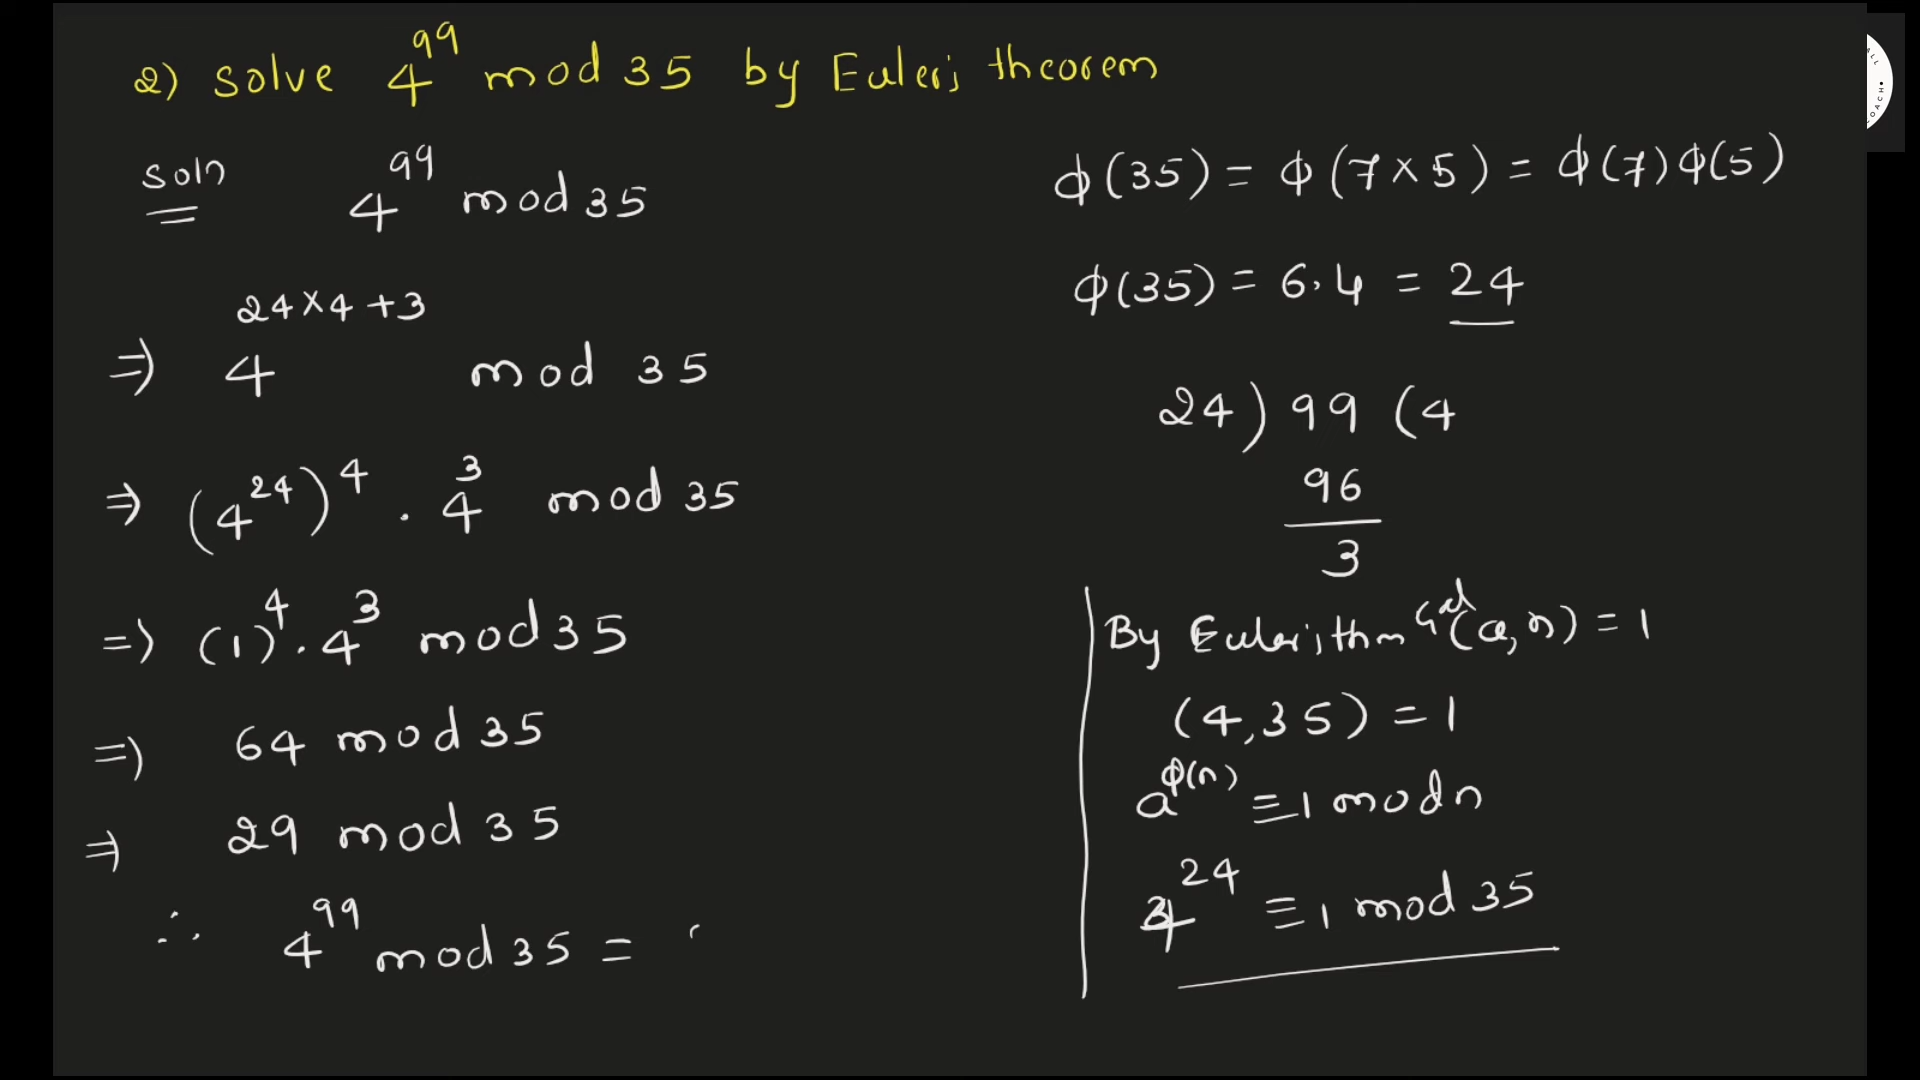 2) solve 4^99 mod 35 by Euler's theorem
soln 4^99 mod 35
⇒ 4^(24×4+3) mod 35
⇒ (4^24)^4 . 4^3 mod 35
⇒ (1)^4 . 4^3 mod 35
⇒ 64 mod 35
⇒ 29 mod 35
∴ 4^99 mod 35 =
ϕ(35) = ϕ(7×5) = ϕ(7)ϕ(5)
ϕ(35) = 6.4 = 24
24) 99 (4
96
3
By Euler's thm gcd(a,n) = 1
(4,35) = 1
a^ϕ(n) ≡ 1 mod n
4^24 ≡ 1 mod 35